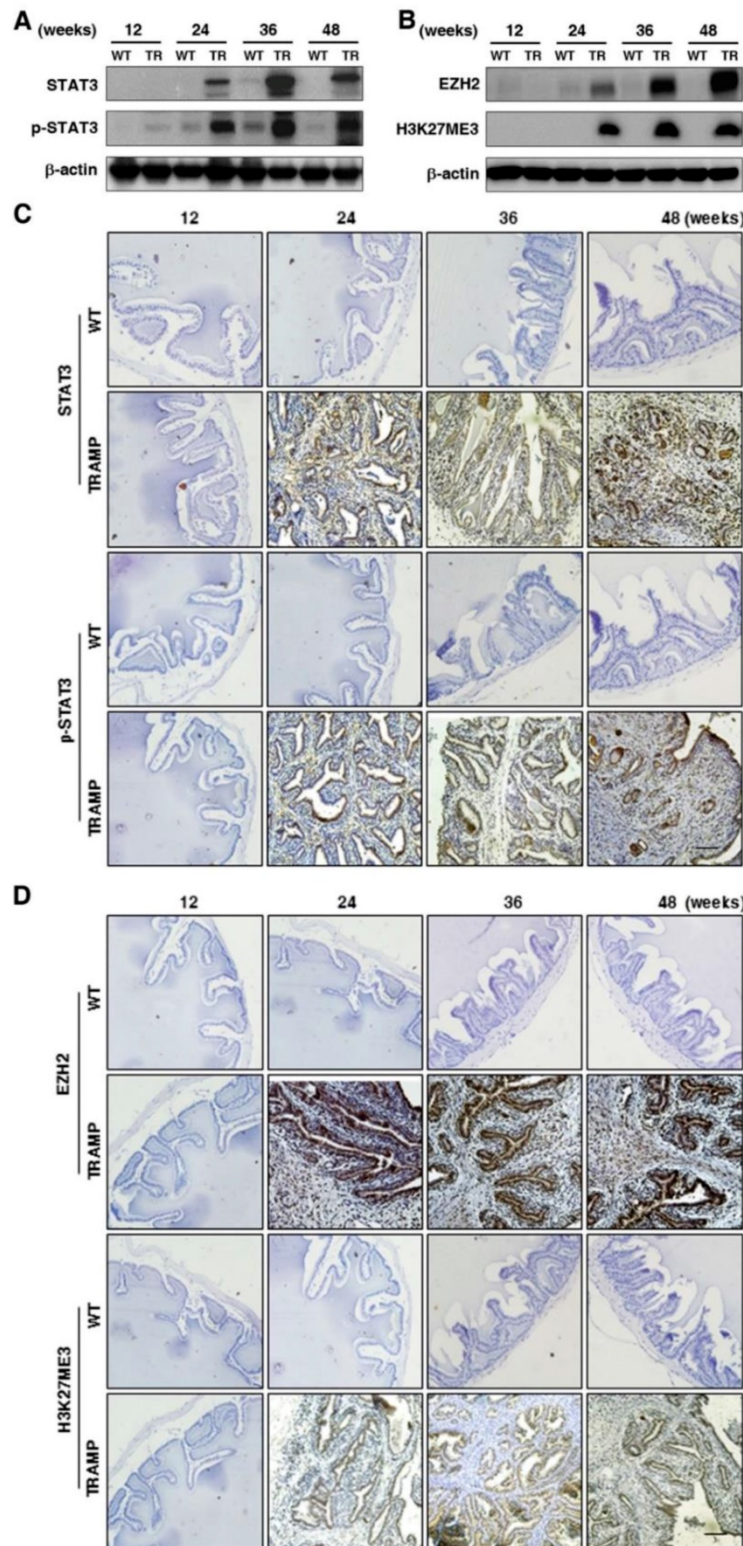 A (weeks) 12 24 36 48
WT TR WT TR WT TR WT TR
STAT3
p-STAT3
β-actin
B (weeks) 12 24 36 48
WT TR WT TR WT TR WT TR
EZH2
H3K27ME3
β-actin
C
12 24 36 48 (weeks)
STAT3
WT
TRAMP
p-STAT3
WT
TRAMP
D
12 24 36 48 (weeks)
EZH2
WT
TRAMP
H3K27ME3
WT
TRAMP